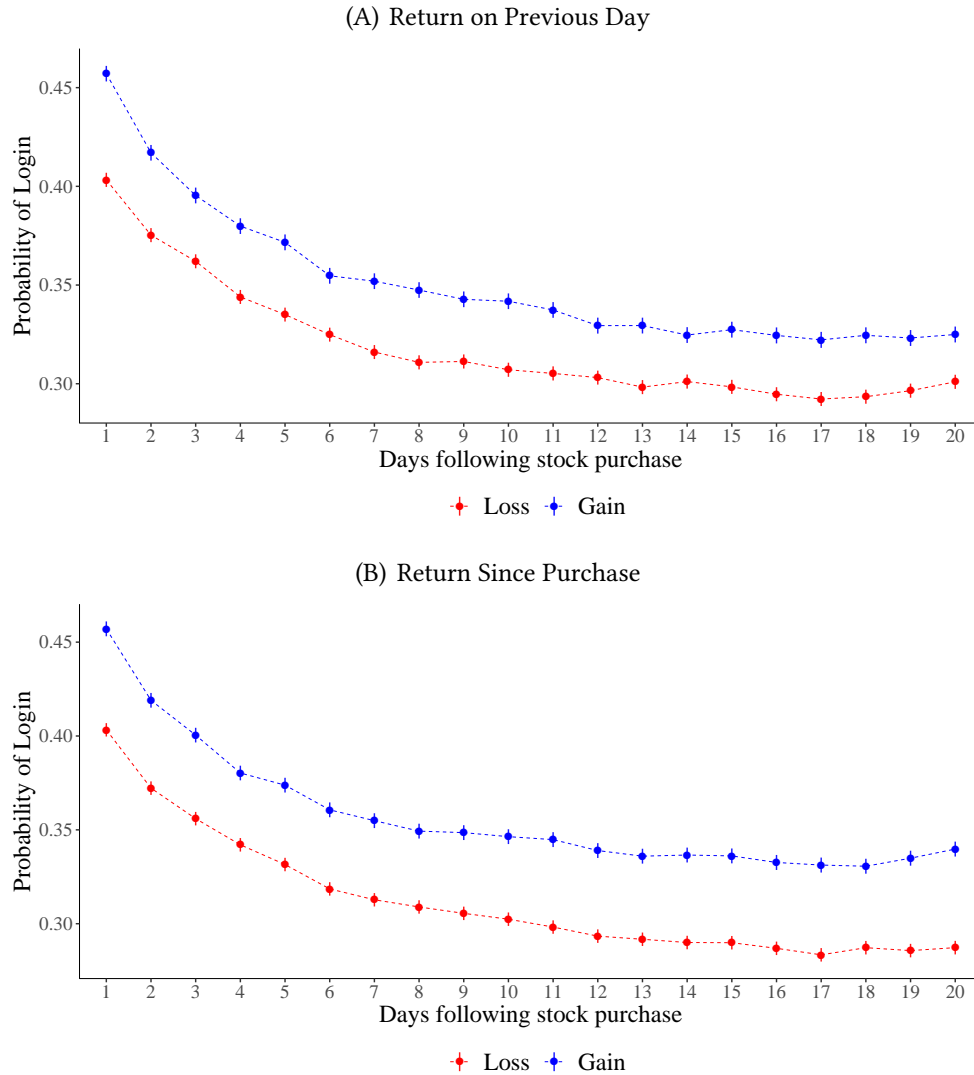 (A) Return on Previous Day
Probability of Login
0.45
0.40
0.35
0.30
1 2 3 4 5 6 7 8 9 10 11 12 13 14 15 16 17 18 19 20
Days following stock purchase
Loss Gain
(B) Return Since Purchase
Probability of Login
0.45
0.40
0.35
0.30
1 2 3 4 5 6 7 8 9 10 11 12 13 14 15 16 17 18 19 20
Days following stock purchase
Loss Gain